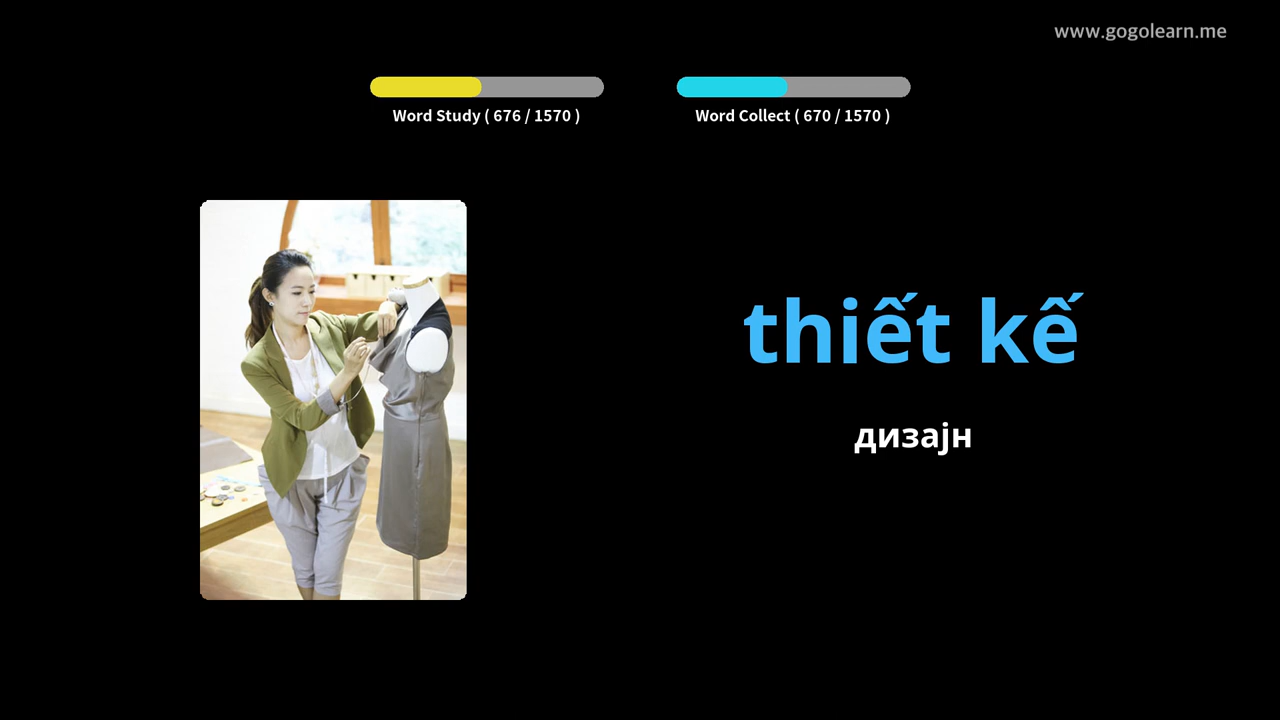 www.gogolearn.me
Word Study ( 676 / 1570 )
Word Collect ( 670 / 1570 )
thiết kế
дизајн